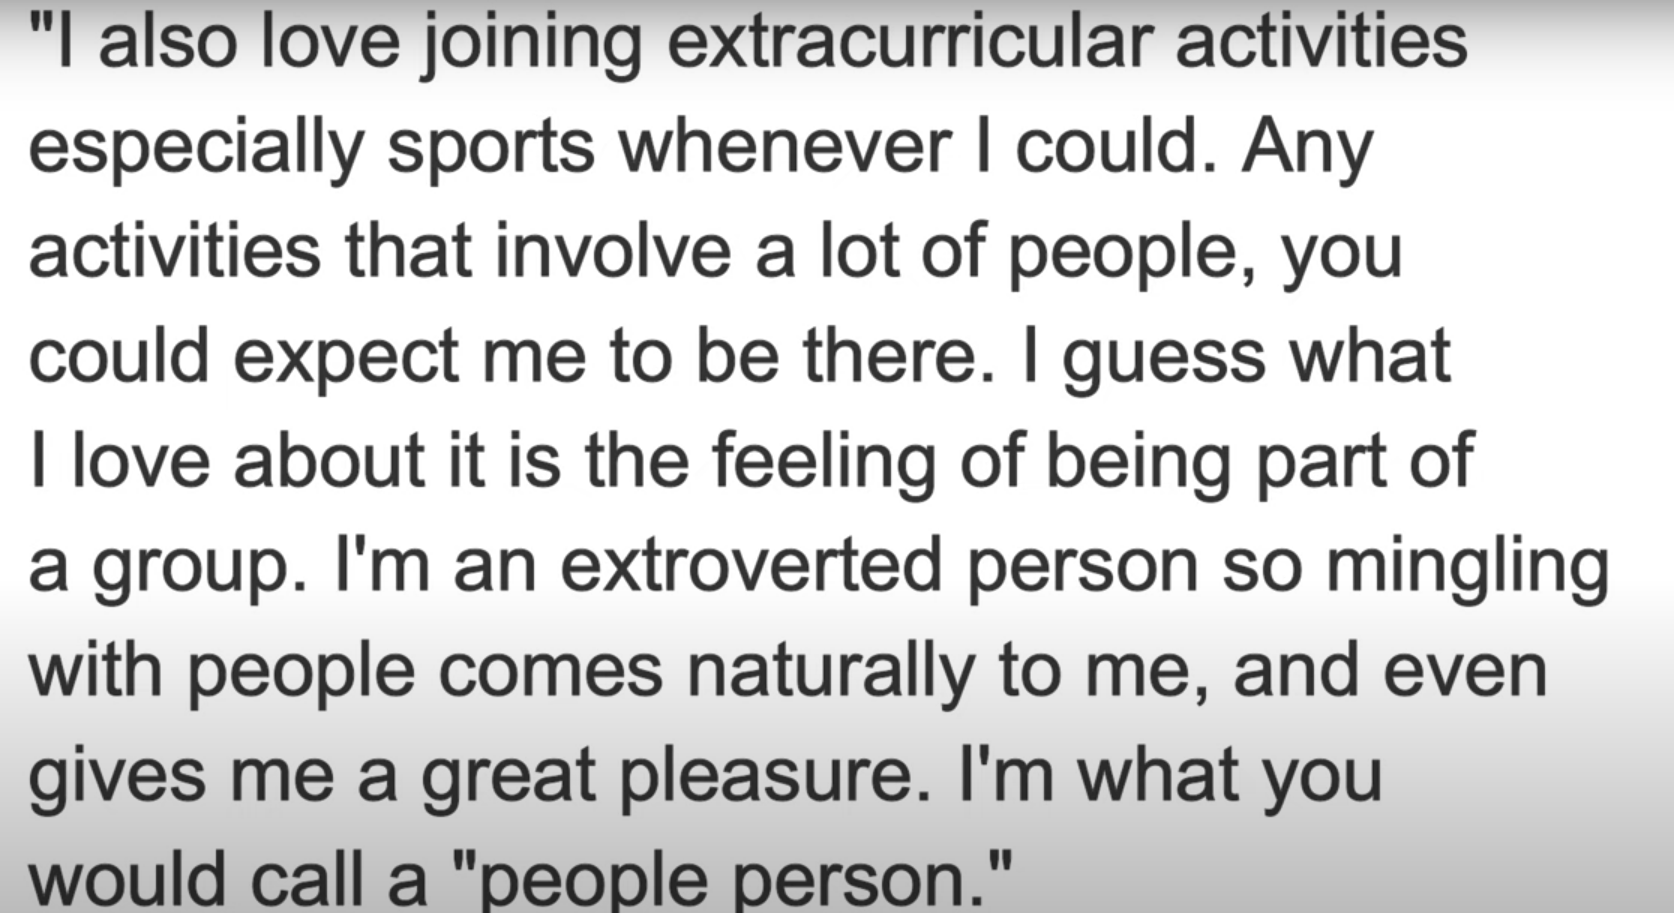 "I also love joining extracurricular activities
especially sports whenever I could. Any
activities that involve a lot of people, you
could expect me to be there. I guess what
I love about it is the feeling of being part of
a group. I'm an extroverted person so mingling
with people comes naturally to me, and even
gives me a great pleasure. I'm what you
would call a "people person."